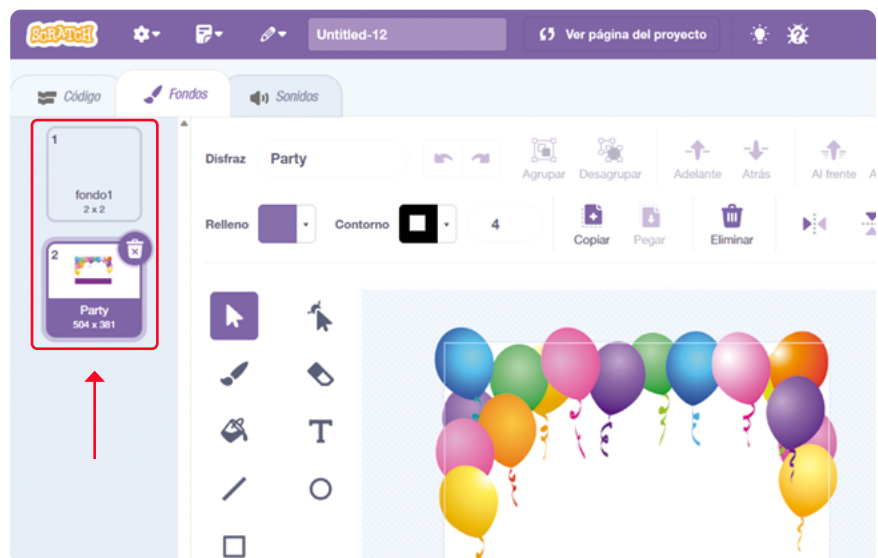 SCRATCH
Untitled-12
Ver página del proyecto
Código
Fondos
Sonidos
1
fondo1
2 x 2
2
Party
504 x 381
Disfraz
Party
Agrupar
Desagrupar
Adelante
Atrás
Al frente
A
Relleno
Contorno
4
Copiar
Pegar
Eliminar
T